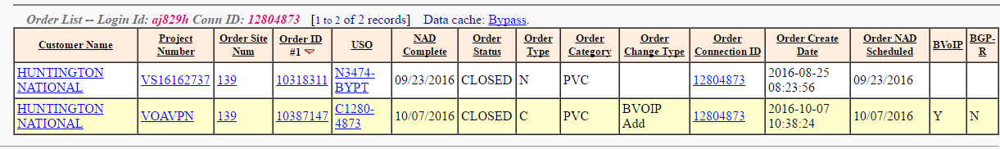 Order List -- Login Id: aj829h Conn ID: 12804873 [1 to 2 of 2 records] Data cache: Bypass.
Customer Name Project Number Order Site Num Order ID #1 USO NAD Complete Order Status Order Type Order Category Order Change Type Order Connection ID Order Create Date Order NAD Scheduled BVoIP BGP-R
HUNTINGTON NATIONAL VS16162737 139 10318311 N3474-BYPT 09/23/2016 CLOSED N PVC 12804873 2016-08-25 08:23:56 09/23/2016
HUNTINGTON NATIONAL VOAVPN 139 10387147 C1280-4873 10/07/2016 CLOSED C PVC BVOIP Add 12804873 2016-10-07 10:38:24 10/07/2016 Y N